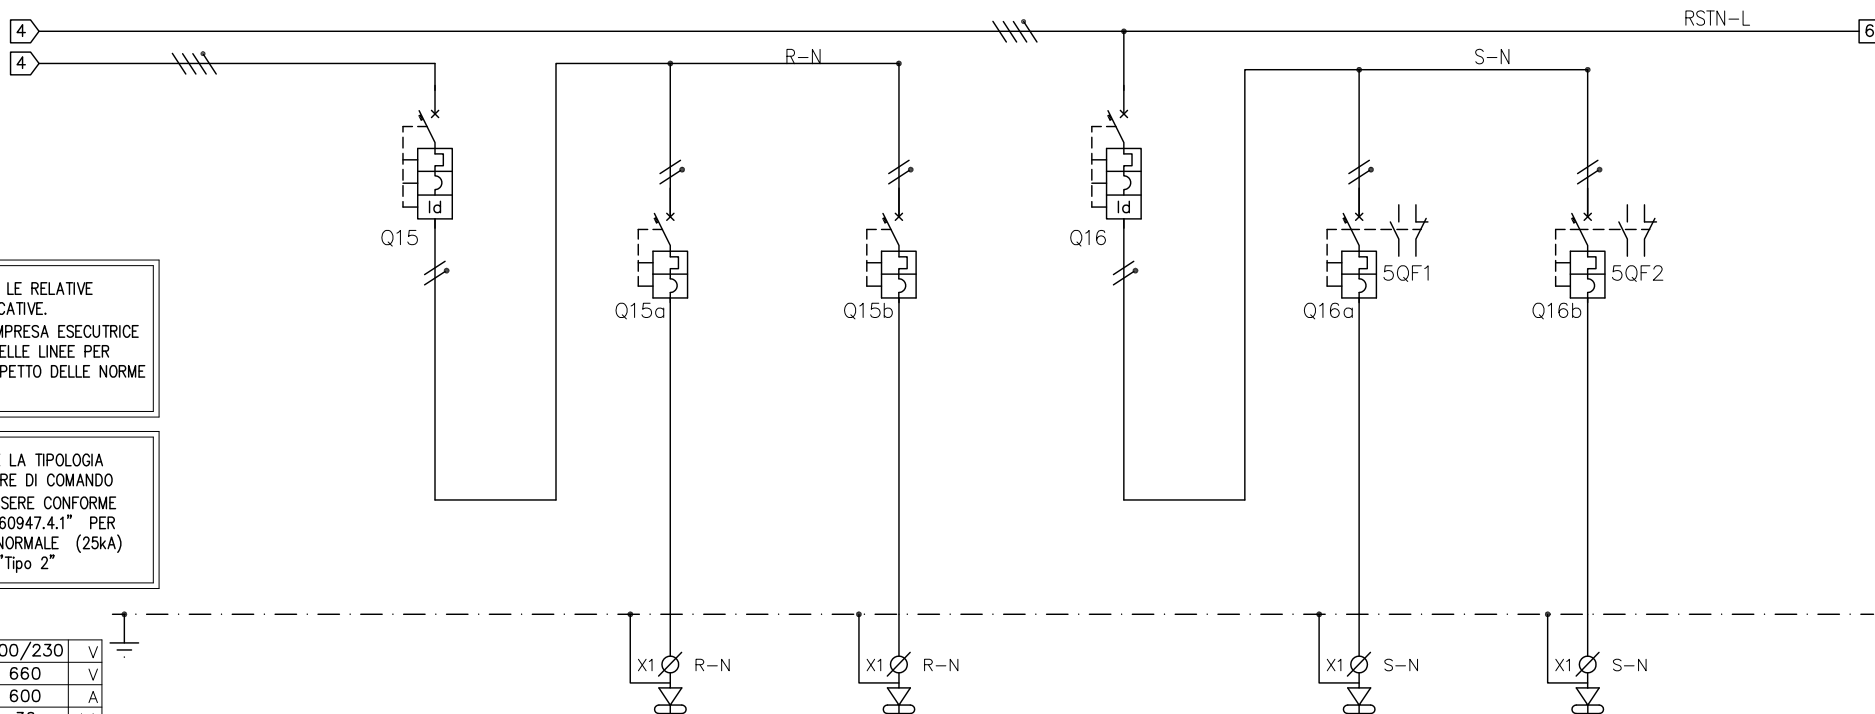 4
RSTN-L
6
4
R-N
S-N
Id
Id
Q15
Q16
Q15a
Q15b
5QF1
5QF2
Q16a
Q16b
LE RELATIVE
CATIVE.
MPRESA ESECUTRICE
ELLE LINEE PER
PETTO DELLE NORME
LA TIPOLOGIA
RE DI COMANDO
SERE CONFORME
60947.4.1" PER
NORMALE (25kA)
"Tipo 2"
00/230 V
660 V
600 A
X1 R-N
X1 R-N
X1 S-N
X1 S-N